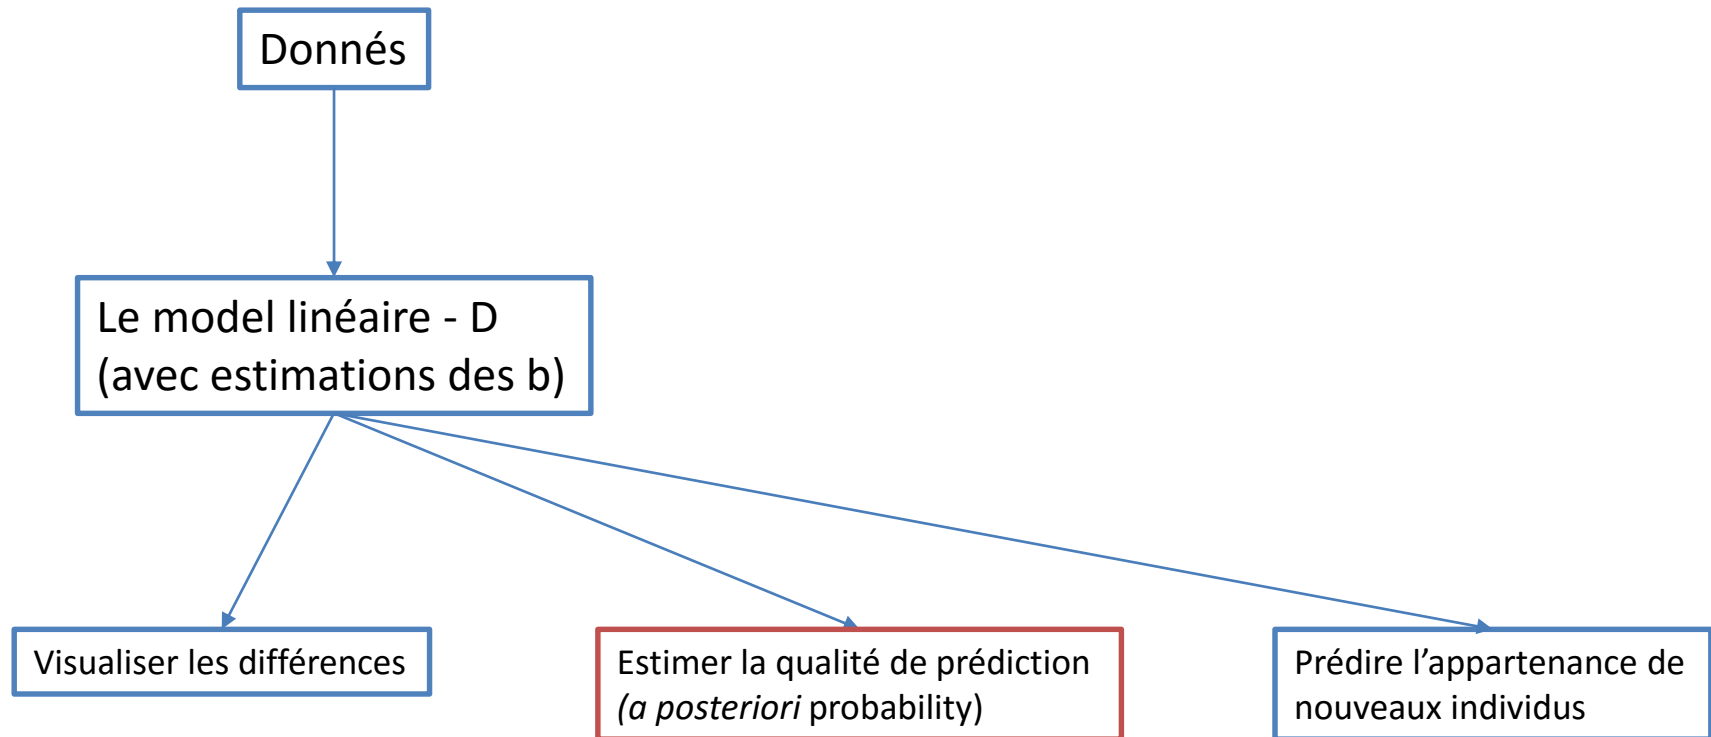 Donnés
Le model linéaire - D
(avec estimations des b)
Visualiser les différences
Estimer la qualité de prédiction
(a posteriori probability)
Prédire l’appartenance de
nouveaux individus